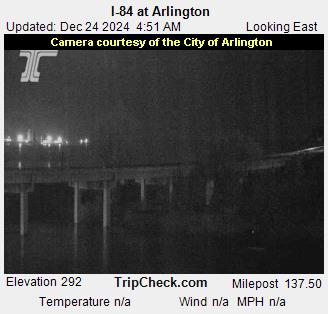 I-84 at Arlington
Updated: Dec 24 2024 4:51 AM Looking East
Camera courtesy of the City of Arlington
Elevation 292 TripCheck.com Milepost 137.50
Temperature n/a Wind n/a MPH n/a